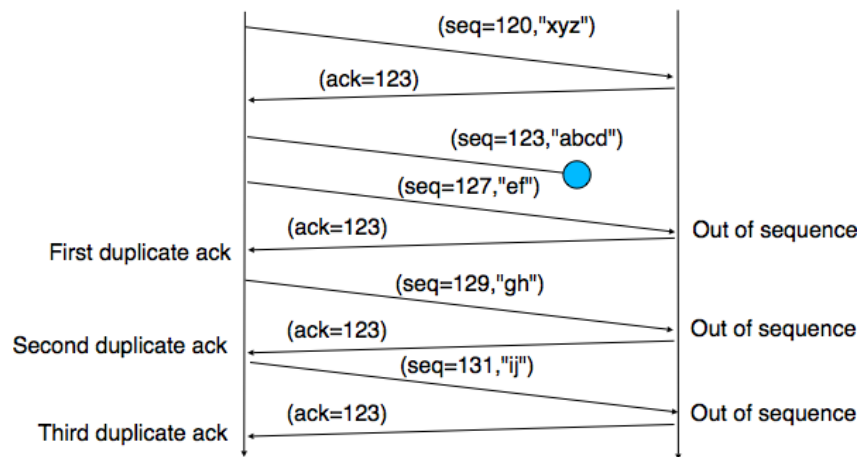 (seq=120,"xyz")
(ack=123)
(seq=123,"abcd")
(seq=127,"ef")
(ack=123)
Out of sequence
First duplicate ack
(seq=129,"gh")
(ack=123)
Out of sequence
Second duplicate ack
(seq=131,"ij")
(ack=123)
Out of sequence
Third duplicate ack